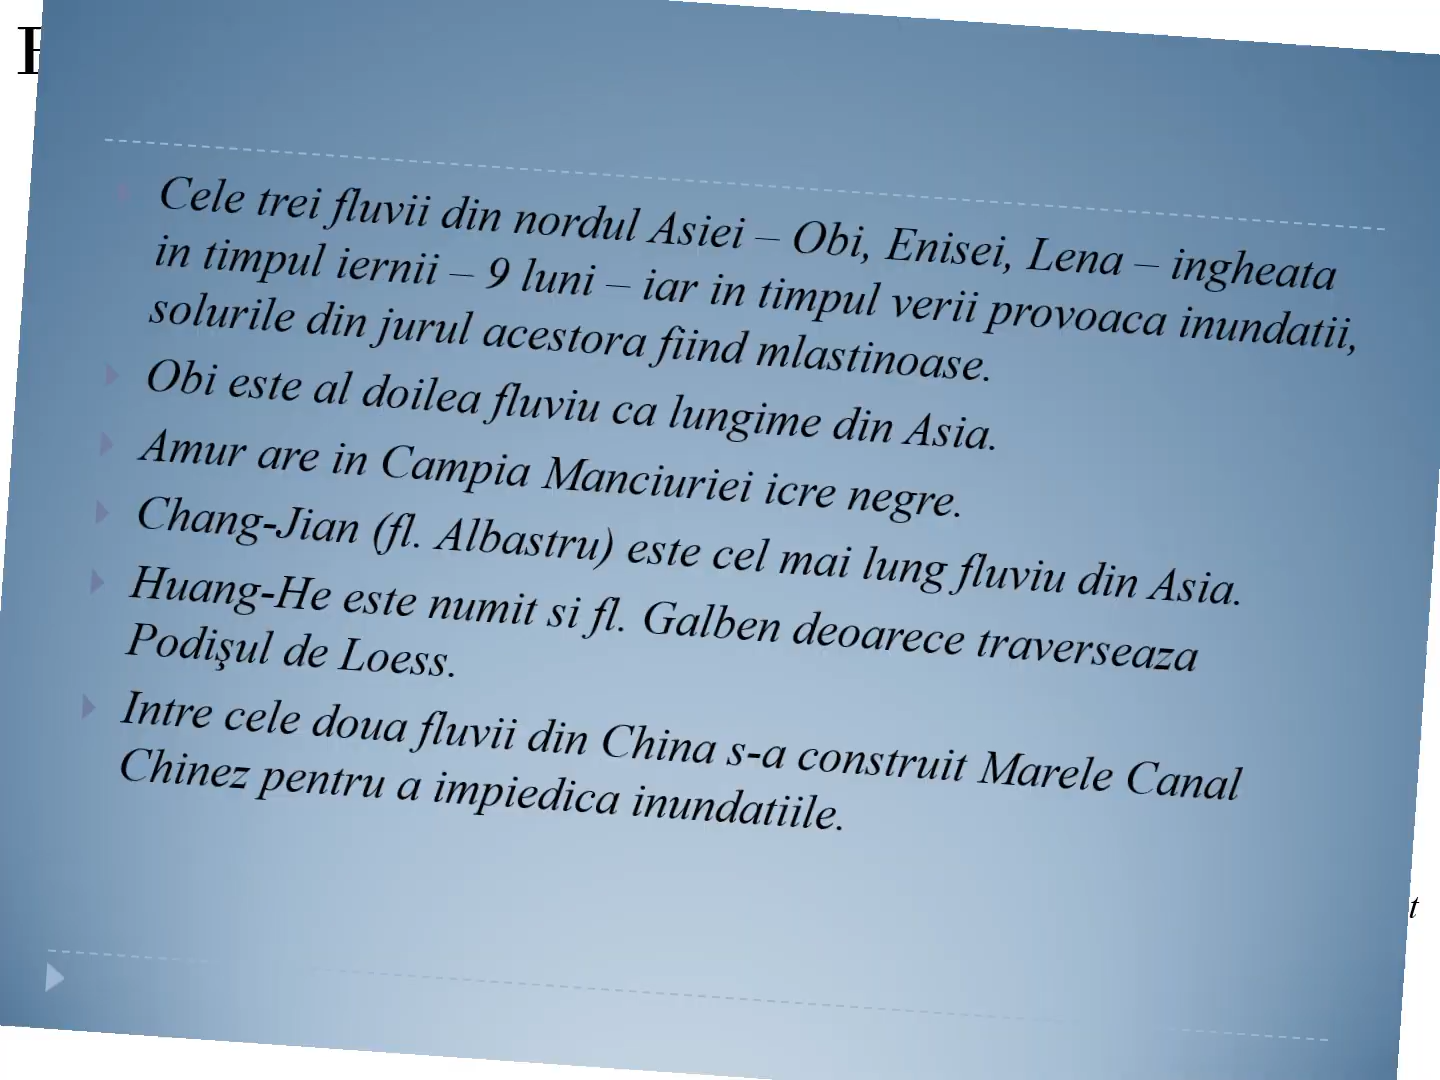 Cele trei fluvii din nordul Asiei – Obi, Enisei, Lena – ingheata
in timpul iernii – 9 luni – iar in timpul verii provoaca inundatii,
solurile din jurul acestora fiind mlastinoase.
Obi este al doilea fluviu ca lungime din Asia.
Amur are in Campia Manciuriei icre negre.
Chang-Jian (fl. Albastru) este cel mai lung fluviu din Asia.
Huang-He este numit si fl. Galben deoarece traverseaza
Podişul de Loess.
Intre cele doua fluvii din China s-a construit Marele Canal
Chinez pentru a impiedica inundatiile.
t